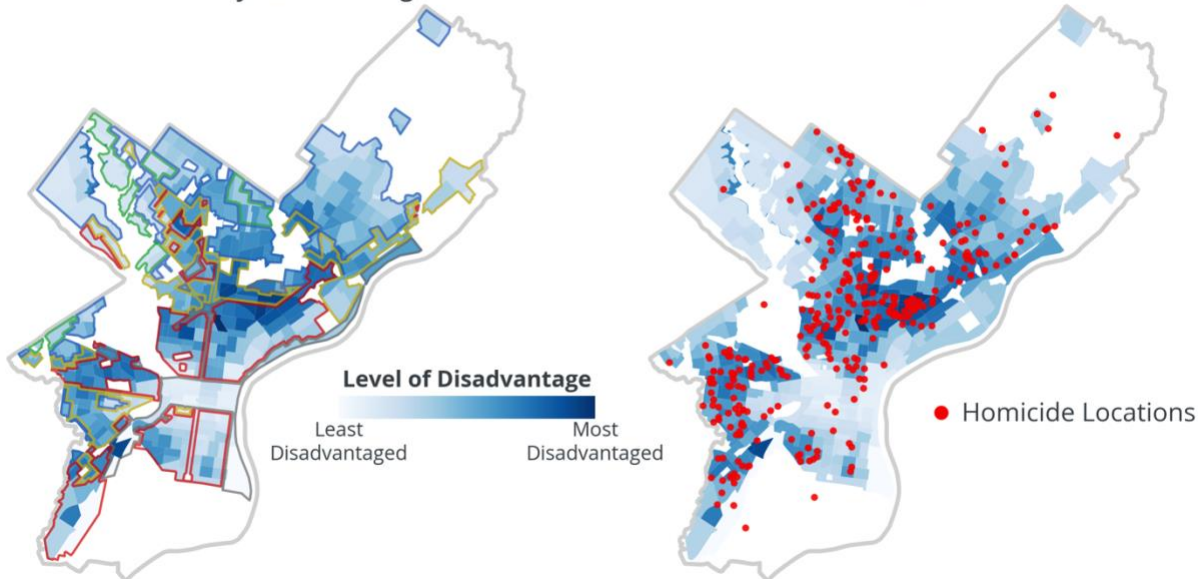 Level of Disadvantage
Least
Disadvantaged
Most
Disadvantaged
Homicide Locations